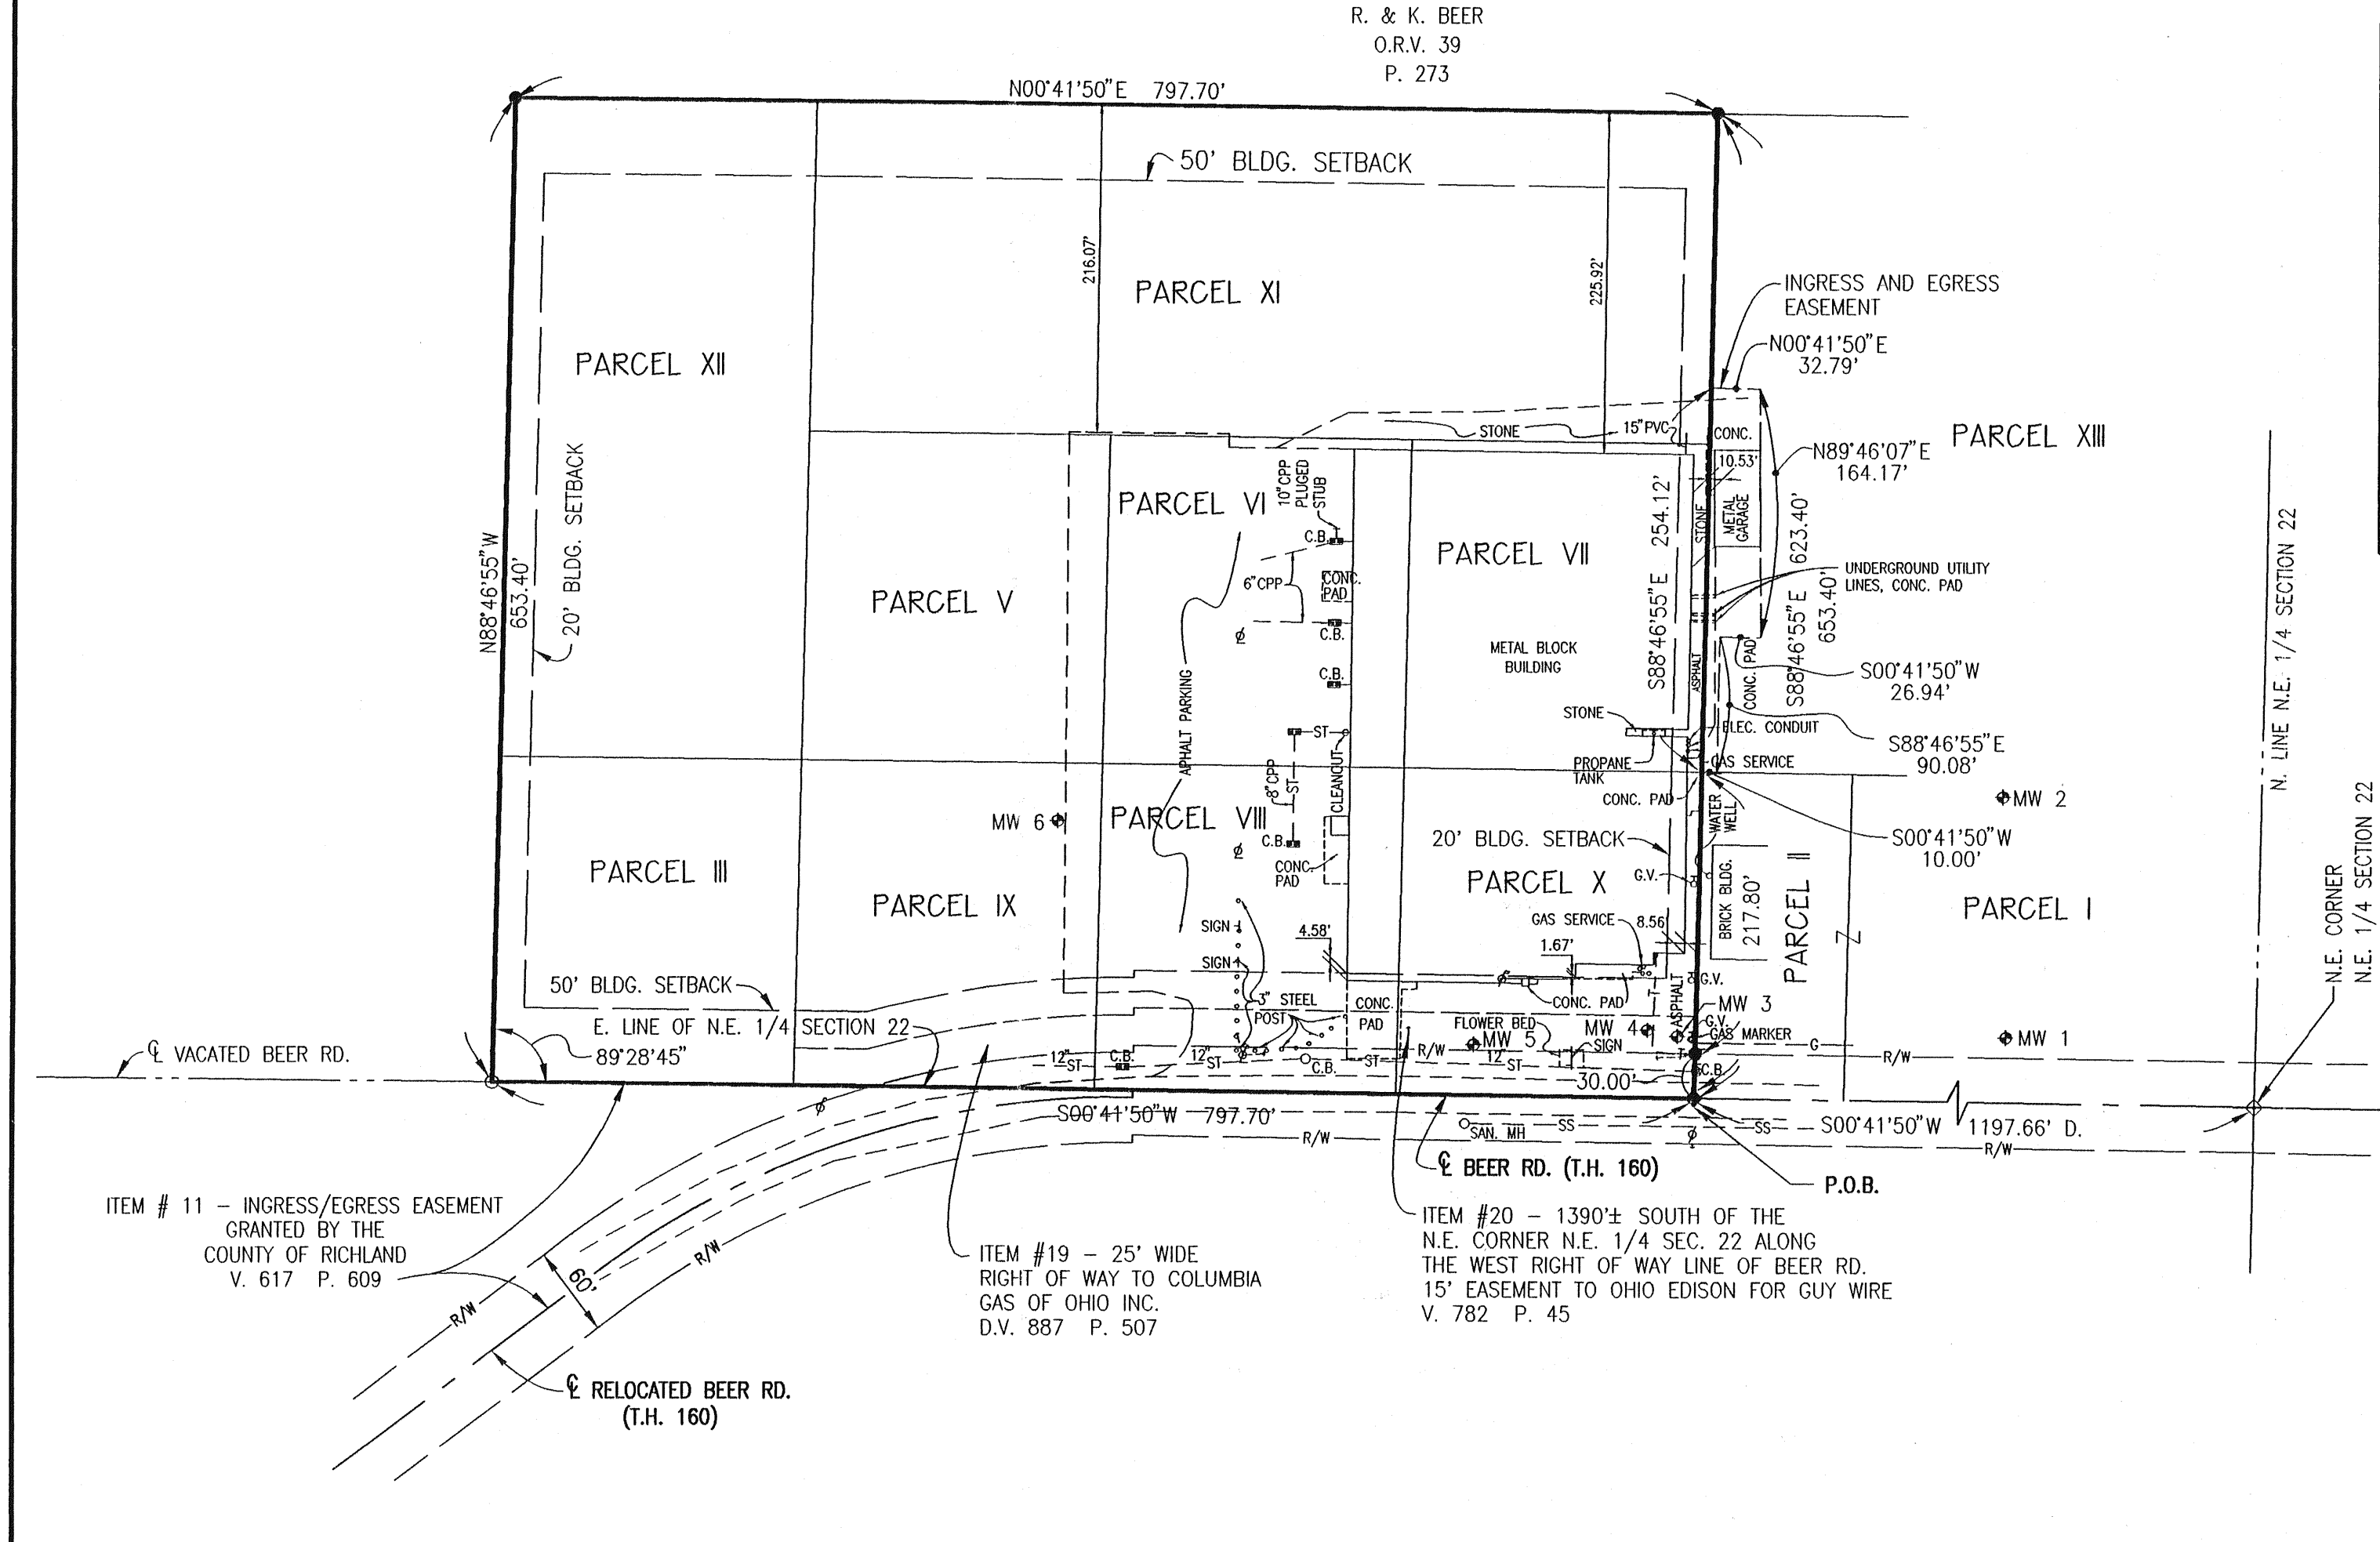 R. & K. BEER
O.R.V. 39
P. 273
N00°41'50"E 797.70'
50' BLDG. SETBACK
216.07'
225.92'
PARCEL XI
PARCEL XII
INGRESS AND EGRESS
EASEMENT
N00°41'50"E
32.79'
PARCEL XIII
N89°46'07"E
164.17'
STONE
15"PVC
CONC.
10.53'
METAL
GARAGE
STONE
N88°46'55"W
653.40'
20' BLDG. SETBACK
PARCEL V
PARCEL VI
10"CPP
PLUGED
STUB
C.B.
6"CPP
CONC.
PAD
C.B.
C.B.
PARCEL VII
METAL BLOCK
BUILDING
S88°46'55"E 254.12'
S88°46'55"E 623.40'
653.40'
UNDERGROUND UTILITY
LINES, CONC. PAD
ASPHALT
CONC. PAD
S00°41'50"W
26.94'
N. LINE N.E. 1/4 SECTION 22
APHALT PARKING
ST
8"CPP
ST
CLEANOUT
STONE
PROPANE
TANK
ELEC. CONDUIT
GAS SERVICE
CONC. PAD
WATER
WELL
S88°46'55"E
90.08'
MW 2
MW 6
PARCEL VIII
C.B.
CONC.
PAD
20' BLDG. SETBACK
S00°41'50"W
10.00'
PARCEL III
PARCEL IX
PARCEL X
G.V.
BRICK BLDG.
217.80'
PARCEL II
PARCEL I
N.E. CORNER
N.E. 1/4 SECTION 22
SIGN
SIGN
4.58'
GAS SERVICE
8.56
1.67'
50' BLDG. SETBACK
E. LINE OF N.E. 1/4 SECTION 22
3" STEEL
POST
CONC.
PAD
CONC. PAD
FLOWER BED
MW 5
MW 4
SIGN
T
ASPHALT
G.V.
MW 3
G.V.
GAS MARKER
G
MW 1
R/W
R/W
℄ VACATED BEER RD.
89°28'45"
12"
ST
C.B.
12"
ST
C.B.
ST
12"
ST
T
C.B.
30.00'
S00°41'50"W 797.70'
R/W
SAN. MH
SS
SS
S00°41'50"W 1197.66' D.
R/W
℄ BEER RD. (T.H. 160)
P.O.B.
ITEM # 11 – INGRESS/EGRESS EASEMENT
GRANTED BY THE
COUNTY OF RICHLAND
V. 617 P. 609
R/W
60'
R/W
ITEM #19 – 25' WIDE
RIGHT OF WAY TO COLUMBIA
GAS OF OHIO INC.
D.V. 887 P. 507
ITEM #20 – 1390'± SOUTH OF THE
N.E. CORNER N.E. 1/4 SEC. 22 ALONG
THE WEST RIGHT OF WAY LINE OF BEER RD.
15' EASEMENT TO OHIO EDISON FOR GUY WIRE
V. 782 P. 45
℄ RELOCATED BEER RD.
(T.H. 160)